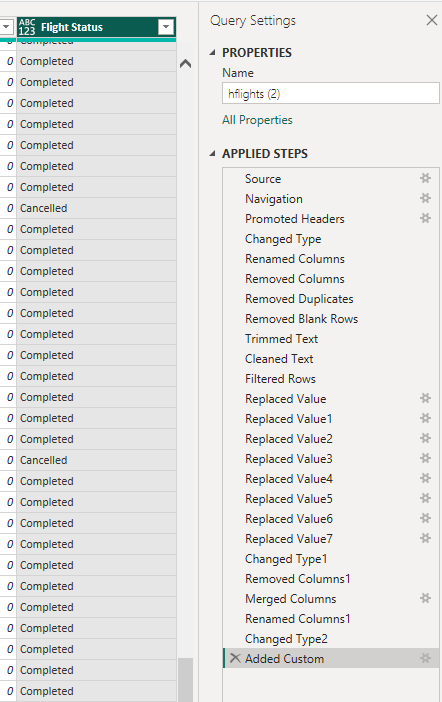 ABC
123 Flight Status
0 Completed
0 Completed
0 Completed
0 Completed
0 Completed
0 Completed
0 Completed
0 Cancelled
0 Completed
0 Completed
0 Completed
0 Completed
0 Completed
0 Completed
0 Completed
0 Completed
0 Completed
0 Completed
0 Completed
0 Cancelled
0 Completed
0 Completed
0 Completed
0 Completed
0 Completed
0 Completed
0 Completed
0 Completed
0 Completed
0 Completed
0 Completed
Query Settings
PROPERTIES
Name
hflights (2)
All Properties
APPLIED STEPS
Source
Navigation
Promoted Headers
Changed Type
Renamed Columns
Removed Columns
Removed Duplicates
Removed Blank Rows
Trimmed Text
Cleaned Text
Filtered Rows
Replaced Value
Replaced Value1
Replaced Value2
Replaced Value3
Replaced Value4
Replaced Value5
Replaced Value6
Replaced Value7
Changed Type1
Removed Columns1
Merged Columns
Renamed Columns1
Changed Type2
Added Custom